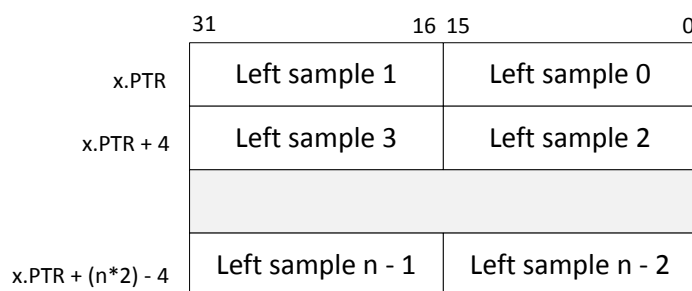 31 16 15 0
x.PTR Left sample 1 Left sample 0
x.PTR + 4 Left sample 3 Left sample 2
x.PTR + (n*2) - 4 Left sample n - 1 Left sample n - 2